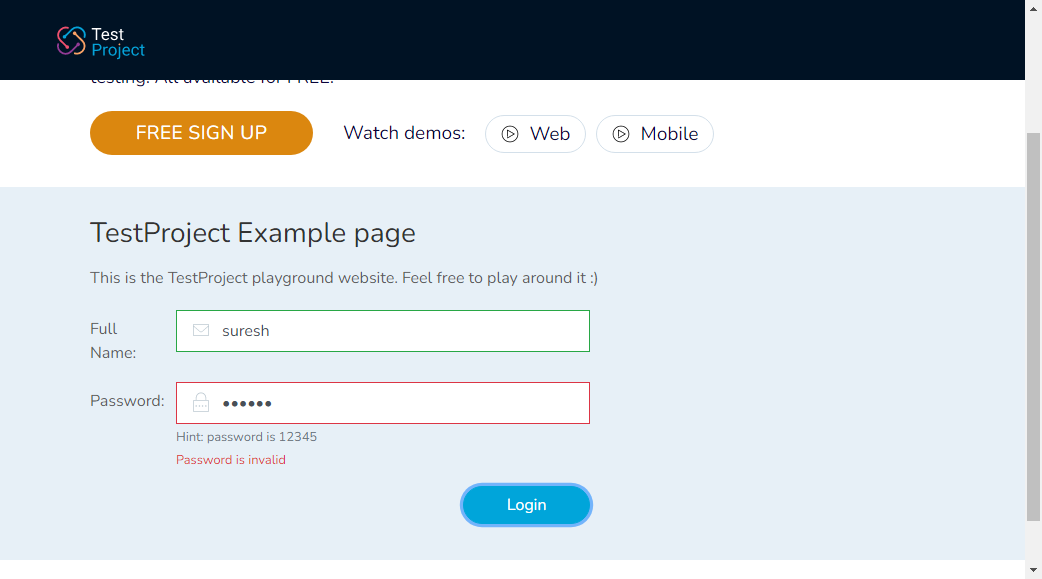 Test
Project
testing. All available for FREE.
FREE SIGN UP
Watch demos:
Web
Mobile
TestProject Example page
This is the TestProject playground website. Feel free to play around it :)
Full
Name:
suresh
Password:
••••••
Hint: password is 12345
Password is invalid
Login